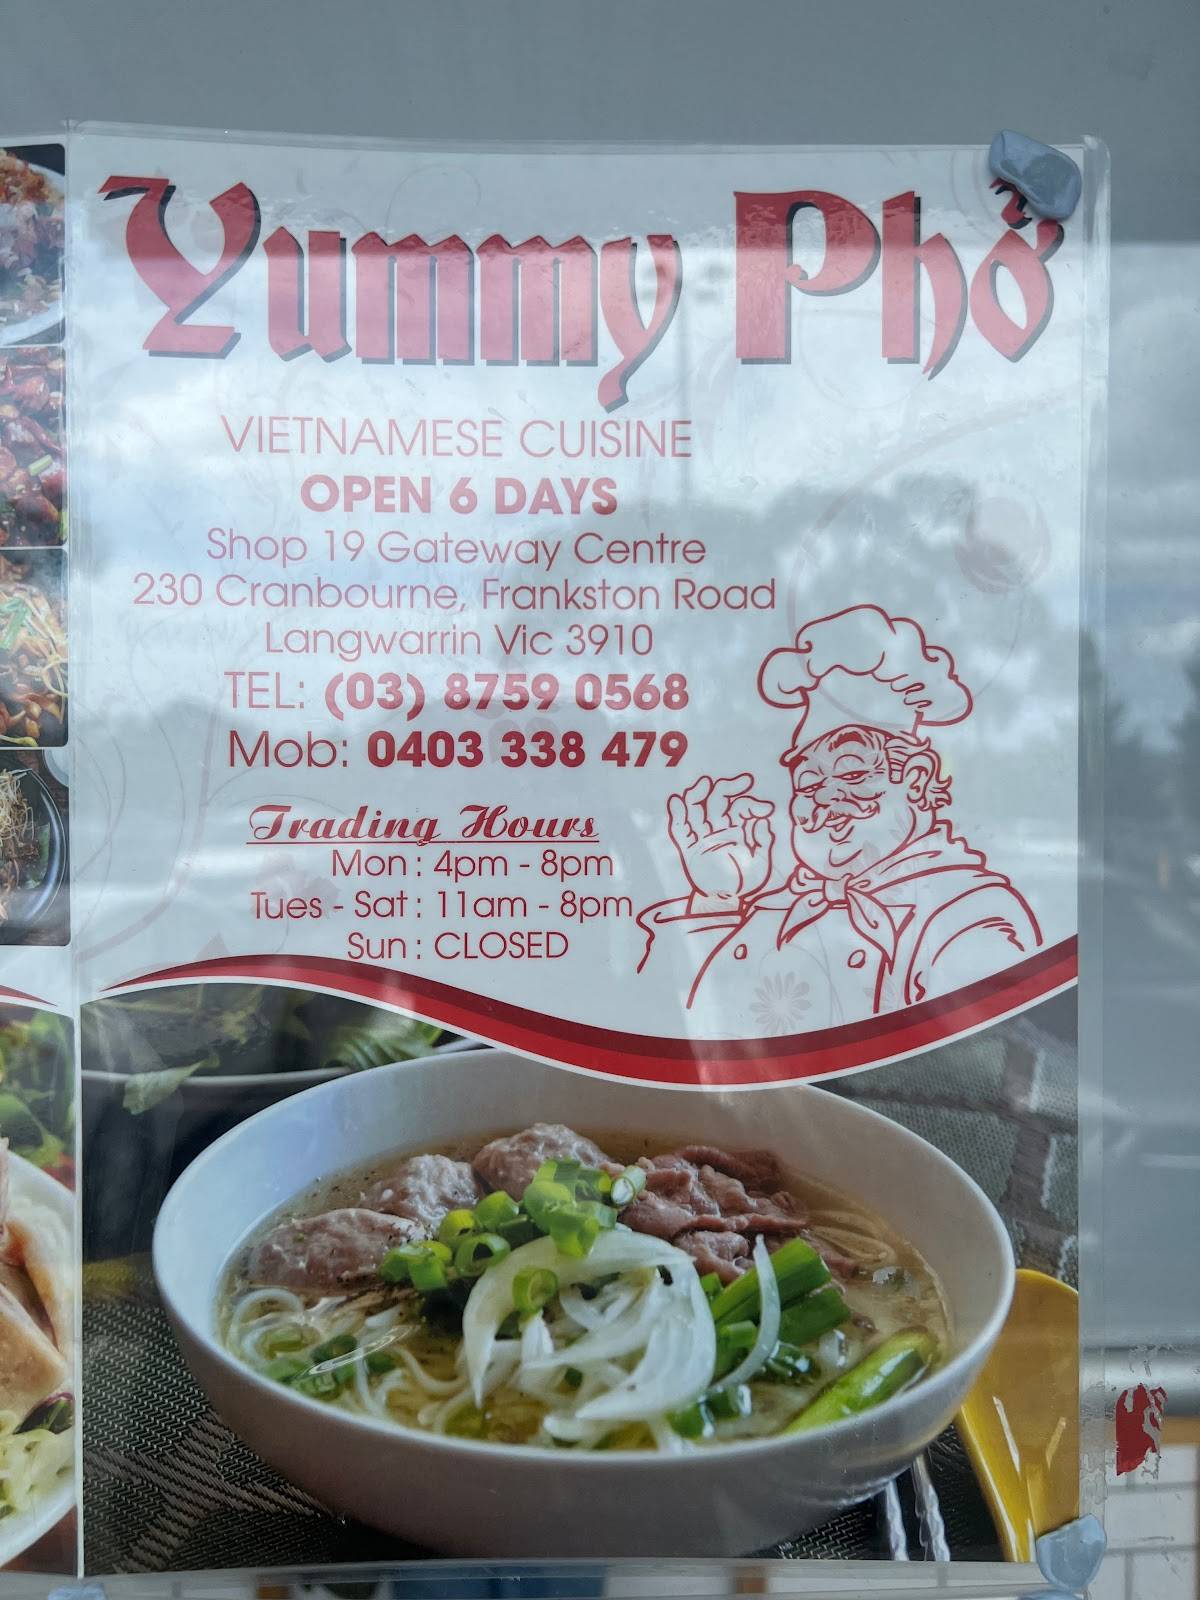 Yummy Phở
VIETNAMESE CUISINE
OPEN 6 DAYS
Shop 19 Gateway Centre
230 Cranbourne, Frankston Road
Langwarrin Vic 3910
TEL: (03) 8759 0568
Mob: 0403 338 479
Trading Hours
Mon : 4pm - 8pm
Tues - Sat : 11am - 8pm
Sun : CLOSED